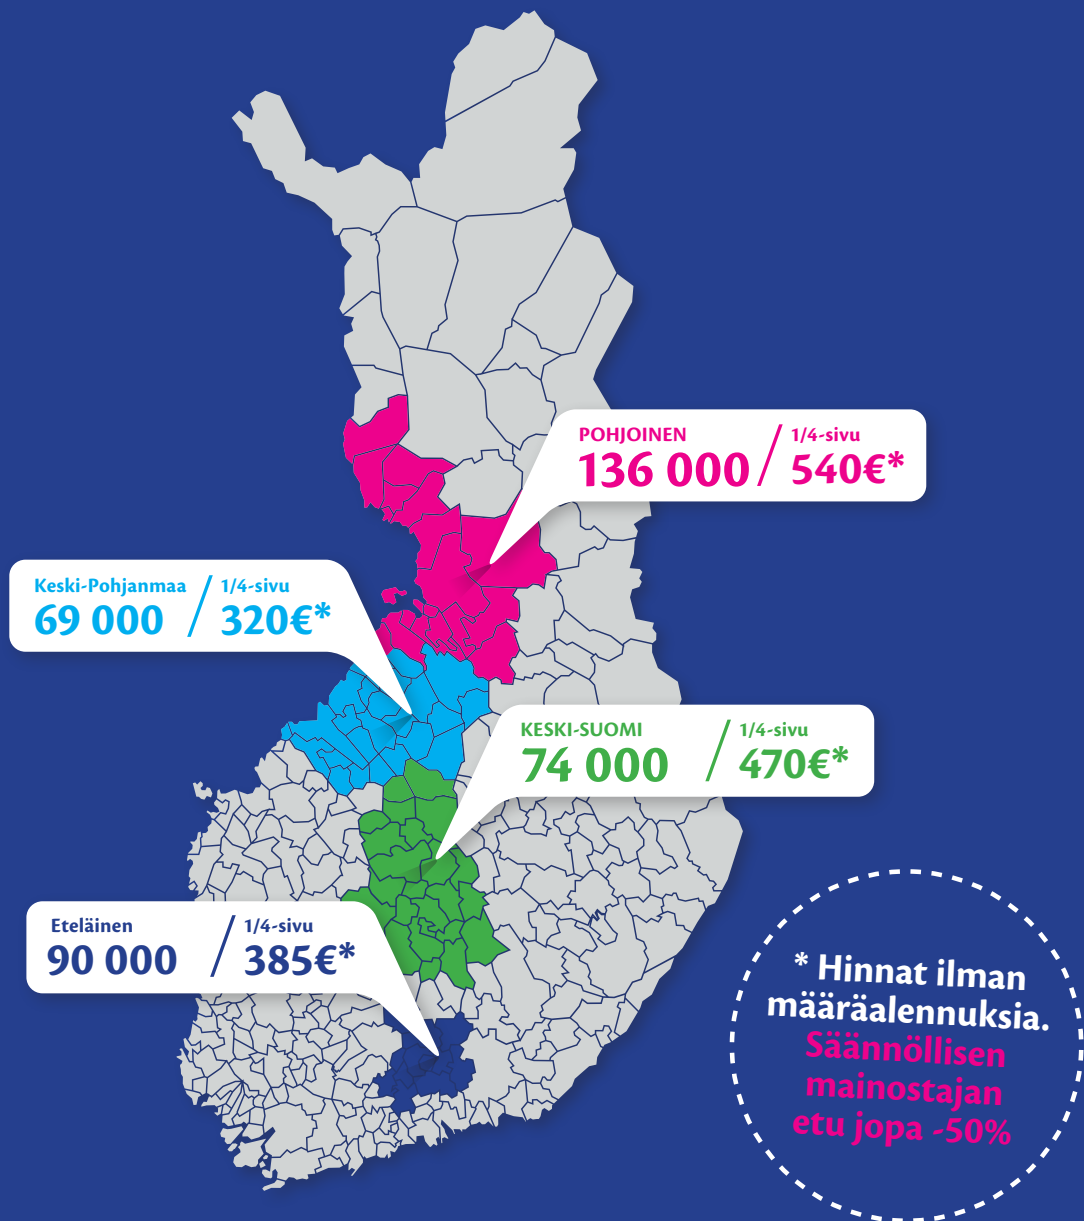 POHJOINEN
136 000 / 1/4-sivu
540€*
Keski-Pohjanmaa
69 000 / 1/4-sivu
320€*
KESKI-SUOMI
74 000 / 1/4-sivu
470€*
Eteläinen
90 000 / 1/4-sivu
385€*
* Hinnat ilman
määräalennuksia.
Säännöllisen
mainostajan
etu jopa -50%